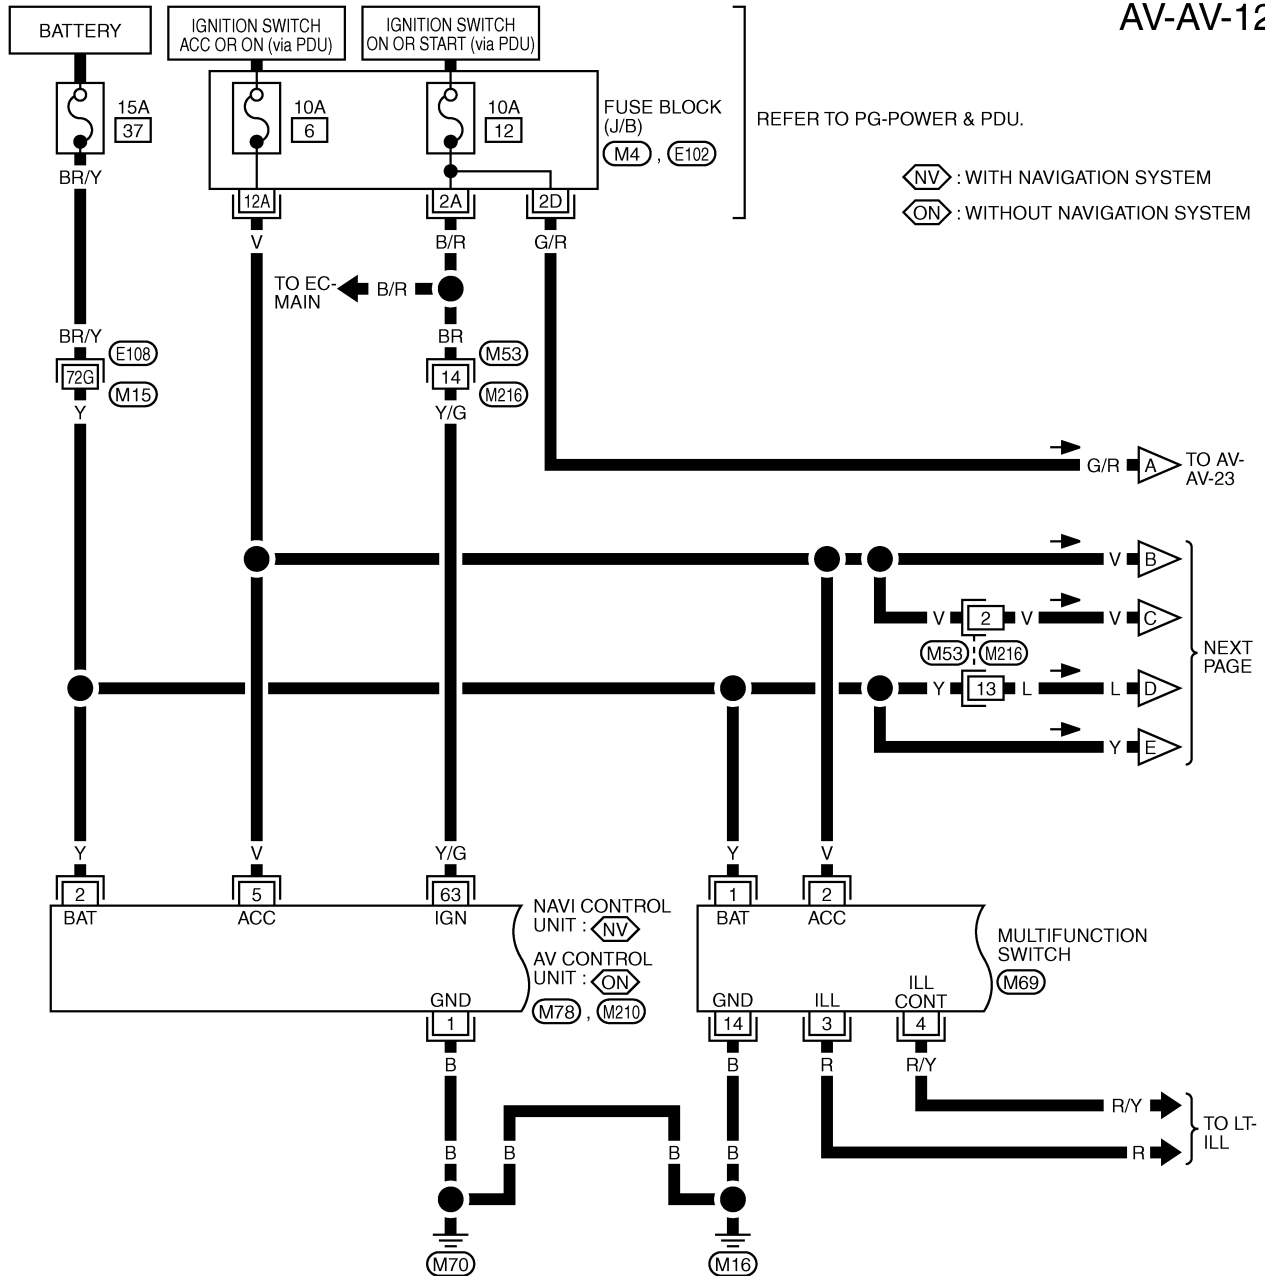 AV-AV-12
BATTERY
IGNITION SWITCH
ACC OR ON (via PDU)
IGNITION SWITCH
ON OR START (via PDU)
15A
37
10A
6
10A
12
FUSE BLOCK
(J/B)
M4 , E102
REFER TO PG-POWER & PDU.
NV : WITH NAVIGATION SYSTEM
ON : WITHOUT NAVIGATION SYSTEM
BR/Y
12A
2A
2D
V
B/R
G/R
TO EC-
MAIN
B/R
BR/Y
BR
E108
M53
72G
14
M15
M216
Y
Y/G
G/R
A
TO AV-
AV-23
V
B
V
2
V
V
C
M53
M216
NEXT
PAGE
Y
13
L
L
D
Y
E
Y
V
Y/G
Y
V
2
5
63
1
2
BAT
ACC
IGN
BAT
ACC
NAVI CONTROL
UNIT : NV
AV CONTROL
UNIT : ON
M78 , M210
MULTIFUNCTION
SWITCH
M69
GND
GND
ILL
ILL
CONT
1
14
3
4
B
B
R
R/Y
R/Y
TO LT-
ILL
R
B
B
B
B
M70
M16